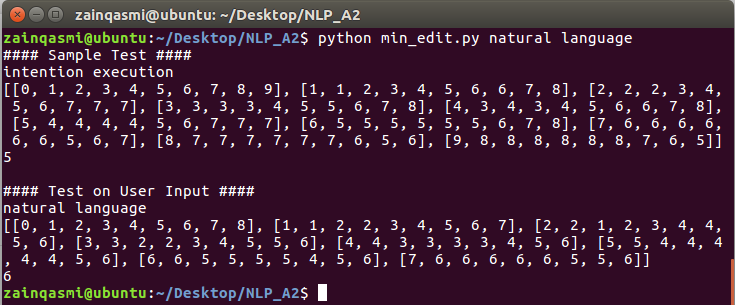 zainqasmi@ubuntu: ~/Desktop/NLP_A2
zainqasmi@ubuntu:~/Desktop/NLP_A2$ python min_edit.py natural language
#### Sample Test ####
intention execution
[[0, 1, 2, 3, 4, 5, 6, 7, 8, 9], [1, 1, 2, 3, 4, 5, 6, 6, 7, 8], [2, 2, 2, 3, 4,
 5, 6, 7, 7, 7], [3, 3, 3, 3, 4, 5, 5, 6, 7, 8], [4, 3, 4, 3, 4, 5, 6, 6, 7, 8],
 [5, 4, 4, 4, 4, 5, 6, 7, 7, 7], [6, 5, 5, 5, 5, 5, 5, 6, 7, 8], [7, 6, 6, 6, 6,
 6, 6, 5, 6, 7], [8, 7, 7, 7, 7, 7, 7, 6, 5, 6], [9, 8, 8, 8, 8, 8, 8, 7, 6, 5]]
5
#### Test on User Input ####
natural language
[[0, 1, 2, 3, 4, 5, 6, 7, 8], [1, 1, 2, 2, 3, 4, 5, 6, 7], [2, 2, 1, 2, 3, 4, 4,
 5, 6], [3, 3, 2, 2, 3, 4, 5, 5, 6], [4, 4, 3, 3, 3, 3, 4, 5, 6], [5, 5, 4, 4, 4
, 4, 4, 5, 6], [6, 6, 5, 5, 5, 5, 4, 5, 6], [7, 6, 6, 6, 6, 6, 5, 5, 6]]
6
zainqasmi@ubuntu:~/Desktop/NLP_A2$